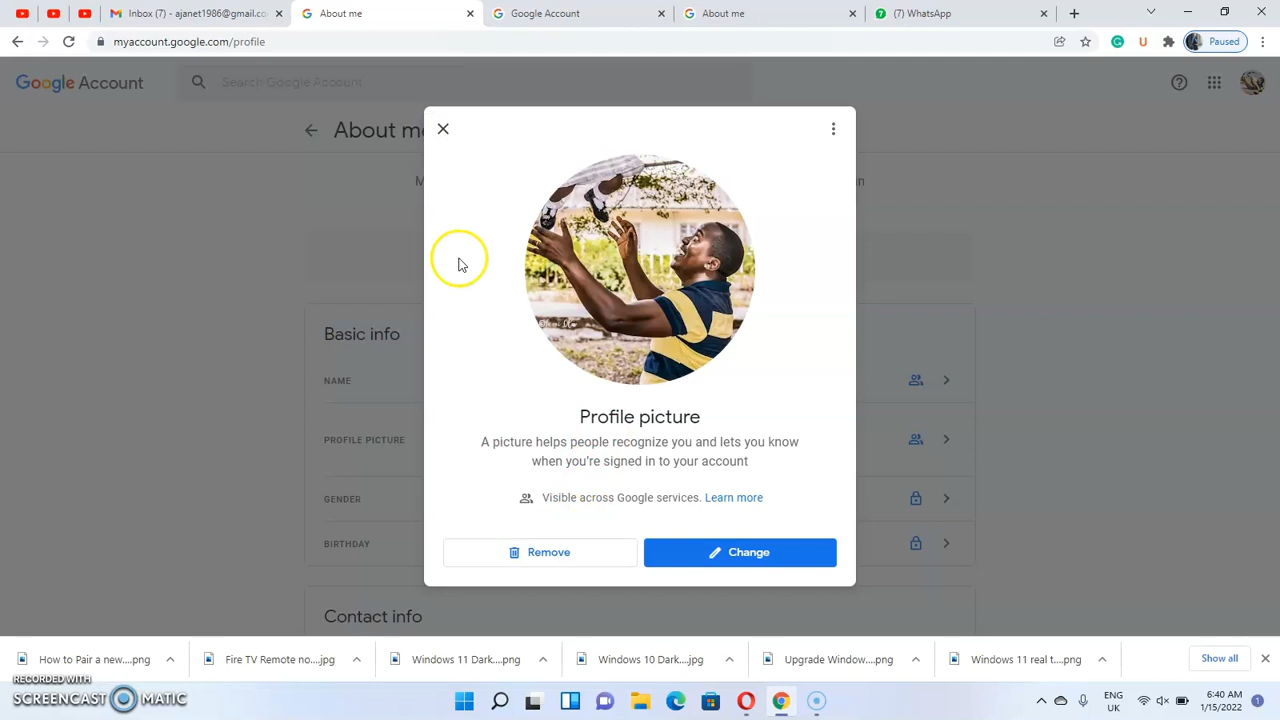 Inbox (7) - ajanet1986@gmail.co
About me
Google Account
About me
(7) WhatsApp
myaccount.google.com/profile
Paused
Google Account
Search Google Account
About me
M
in
Profile picture
A picture helps people recognize you and lets you know
when you're signed in to your account
Visible across Google services. Learn more
Remove
Change
Basic info
NAME
PROFILE PICTURE
GENDER
BIRTHDAY
Contact info
How to Pair a new....png
Fire TV Remote no....jpg
Windows 11 Dark....png
Windows 10 Dark....jpg
Upgrade Window....png
Windows 11 real t....png
Show all
RECORDED WITH
SCREENCAST MATIC
ENG
UK
6:40 AM
1/15/2022
1